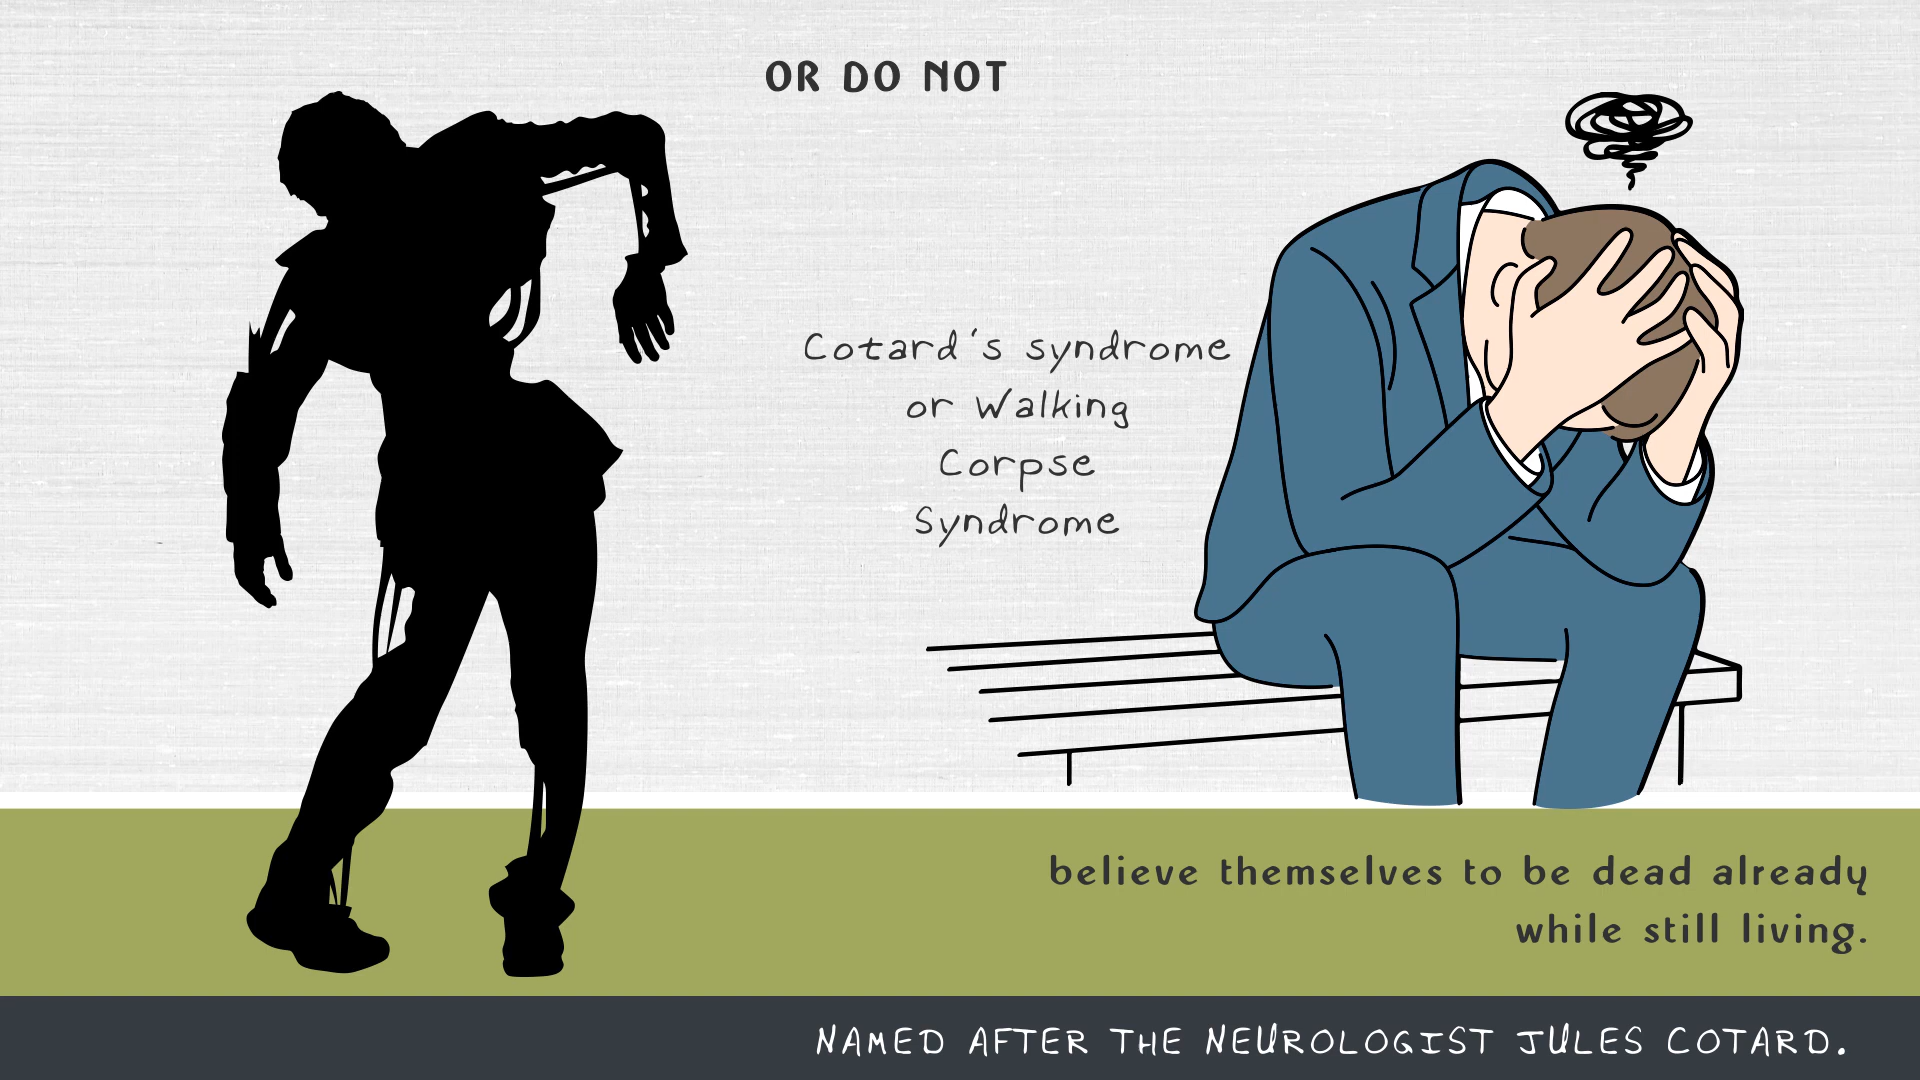 OR DO NOT
Cotard's syndrome
or Walking
Corpse
Syndrome
believe themselves to be dead already
while still living.
NAMED AFTER THE NEUROLOGIST JULES COTARD.